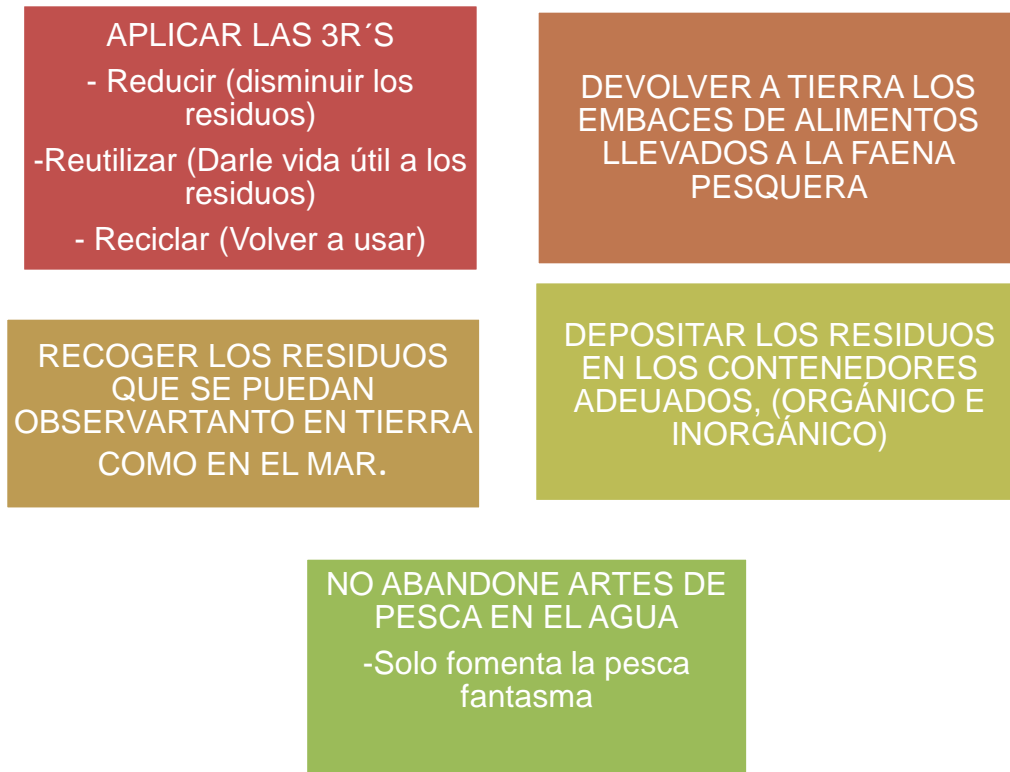 APLICAR LAS 3R´S
- Reducir (disminuir los
residuos)
-Reutilizar (Darle vida útil a los
residuos)
- Reciclar (Volver a usar)
DEVOLVER A TIERRA LOS
EMBACES DE ALIMENTOS
LLEVADOS A LA FAENA
PESQUERA
RECOGER LOS RESIDUOS
QUE SE PUEDAN
OBSERVARTANTO EN TIERRA
COMO EN EL MAR.
DEPOSITAR LOS RESIDUOS
EN LOS CONTENEDORES
ADEUADOS, (ORGÁNICO E
INORGÁNICO)
NO ABANDONE ARTES DE
PESCA EN EL AGUA
-Solo fomenta la pesca
fantasma